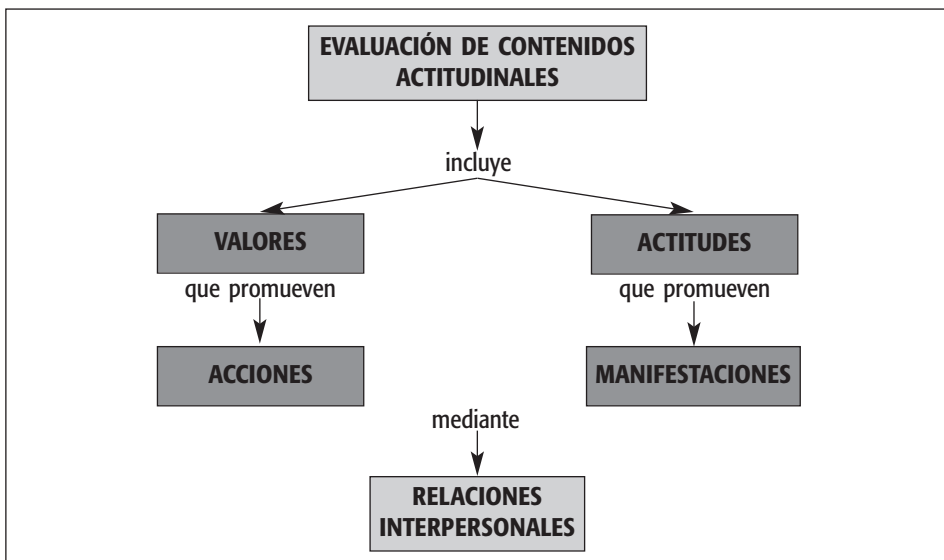 EVALUACIÓN DE CONTENIDOS
ACTITUDINALES
incluye
VALORES
ACTITUDES
que promueven
que promueven
ACCIONES
MANIFESTACIONES
mediante
RELACIONES
INTERPERSONALES